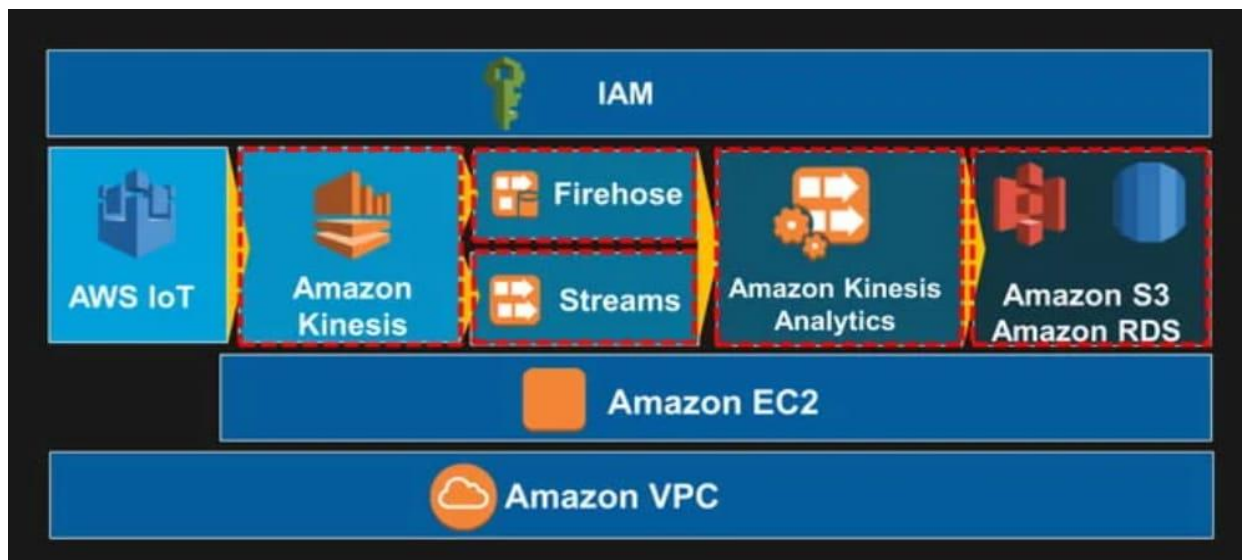 IAM
AWS IoT
Amazon
Kinesis
Firehose
Streams
Amazon Kinesis
Analytics
Amazon S3
Amazon RDS
Amazon EC2
Amazon VPC